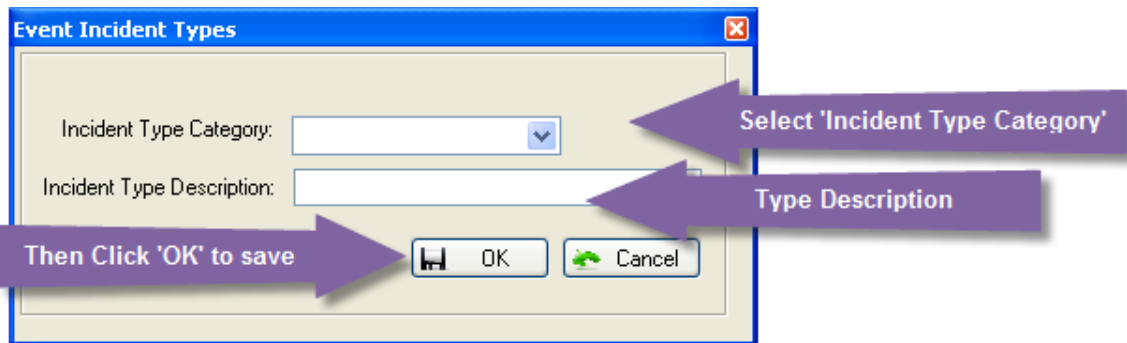 Event Incident Types
Incident Type Category:
Select 'Incident Type Category'
Incident Type Description:
Type Description
Then Click 'OK' to save
OK
Cancel